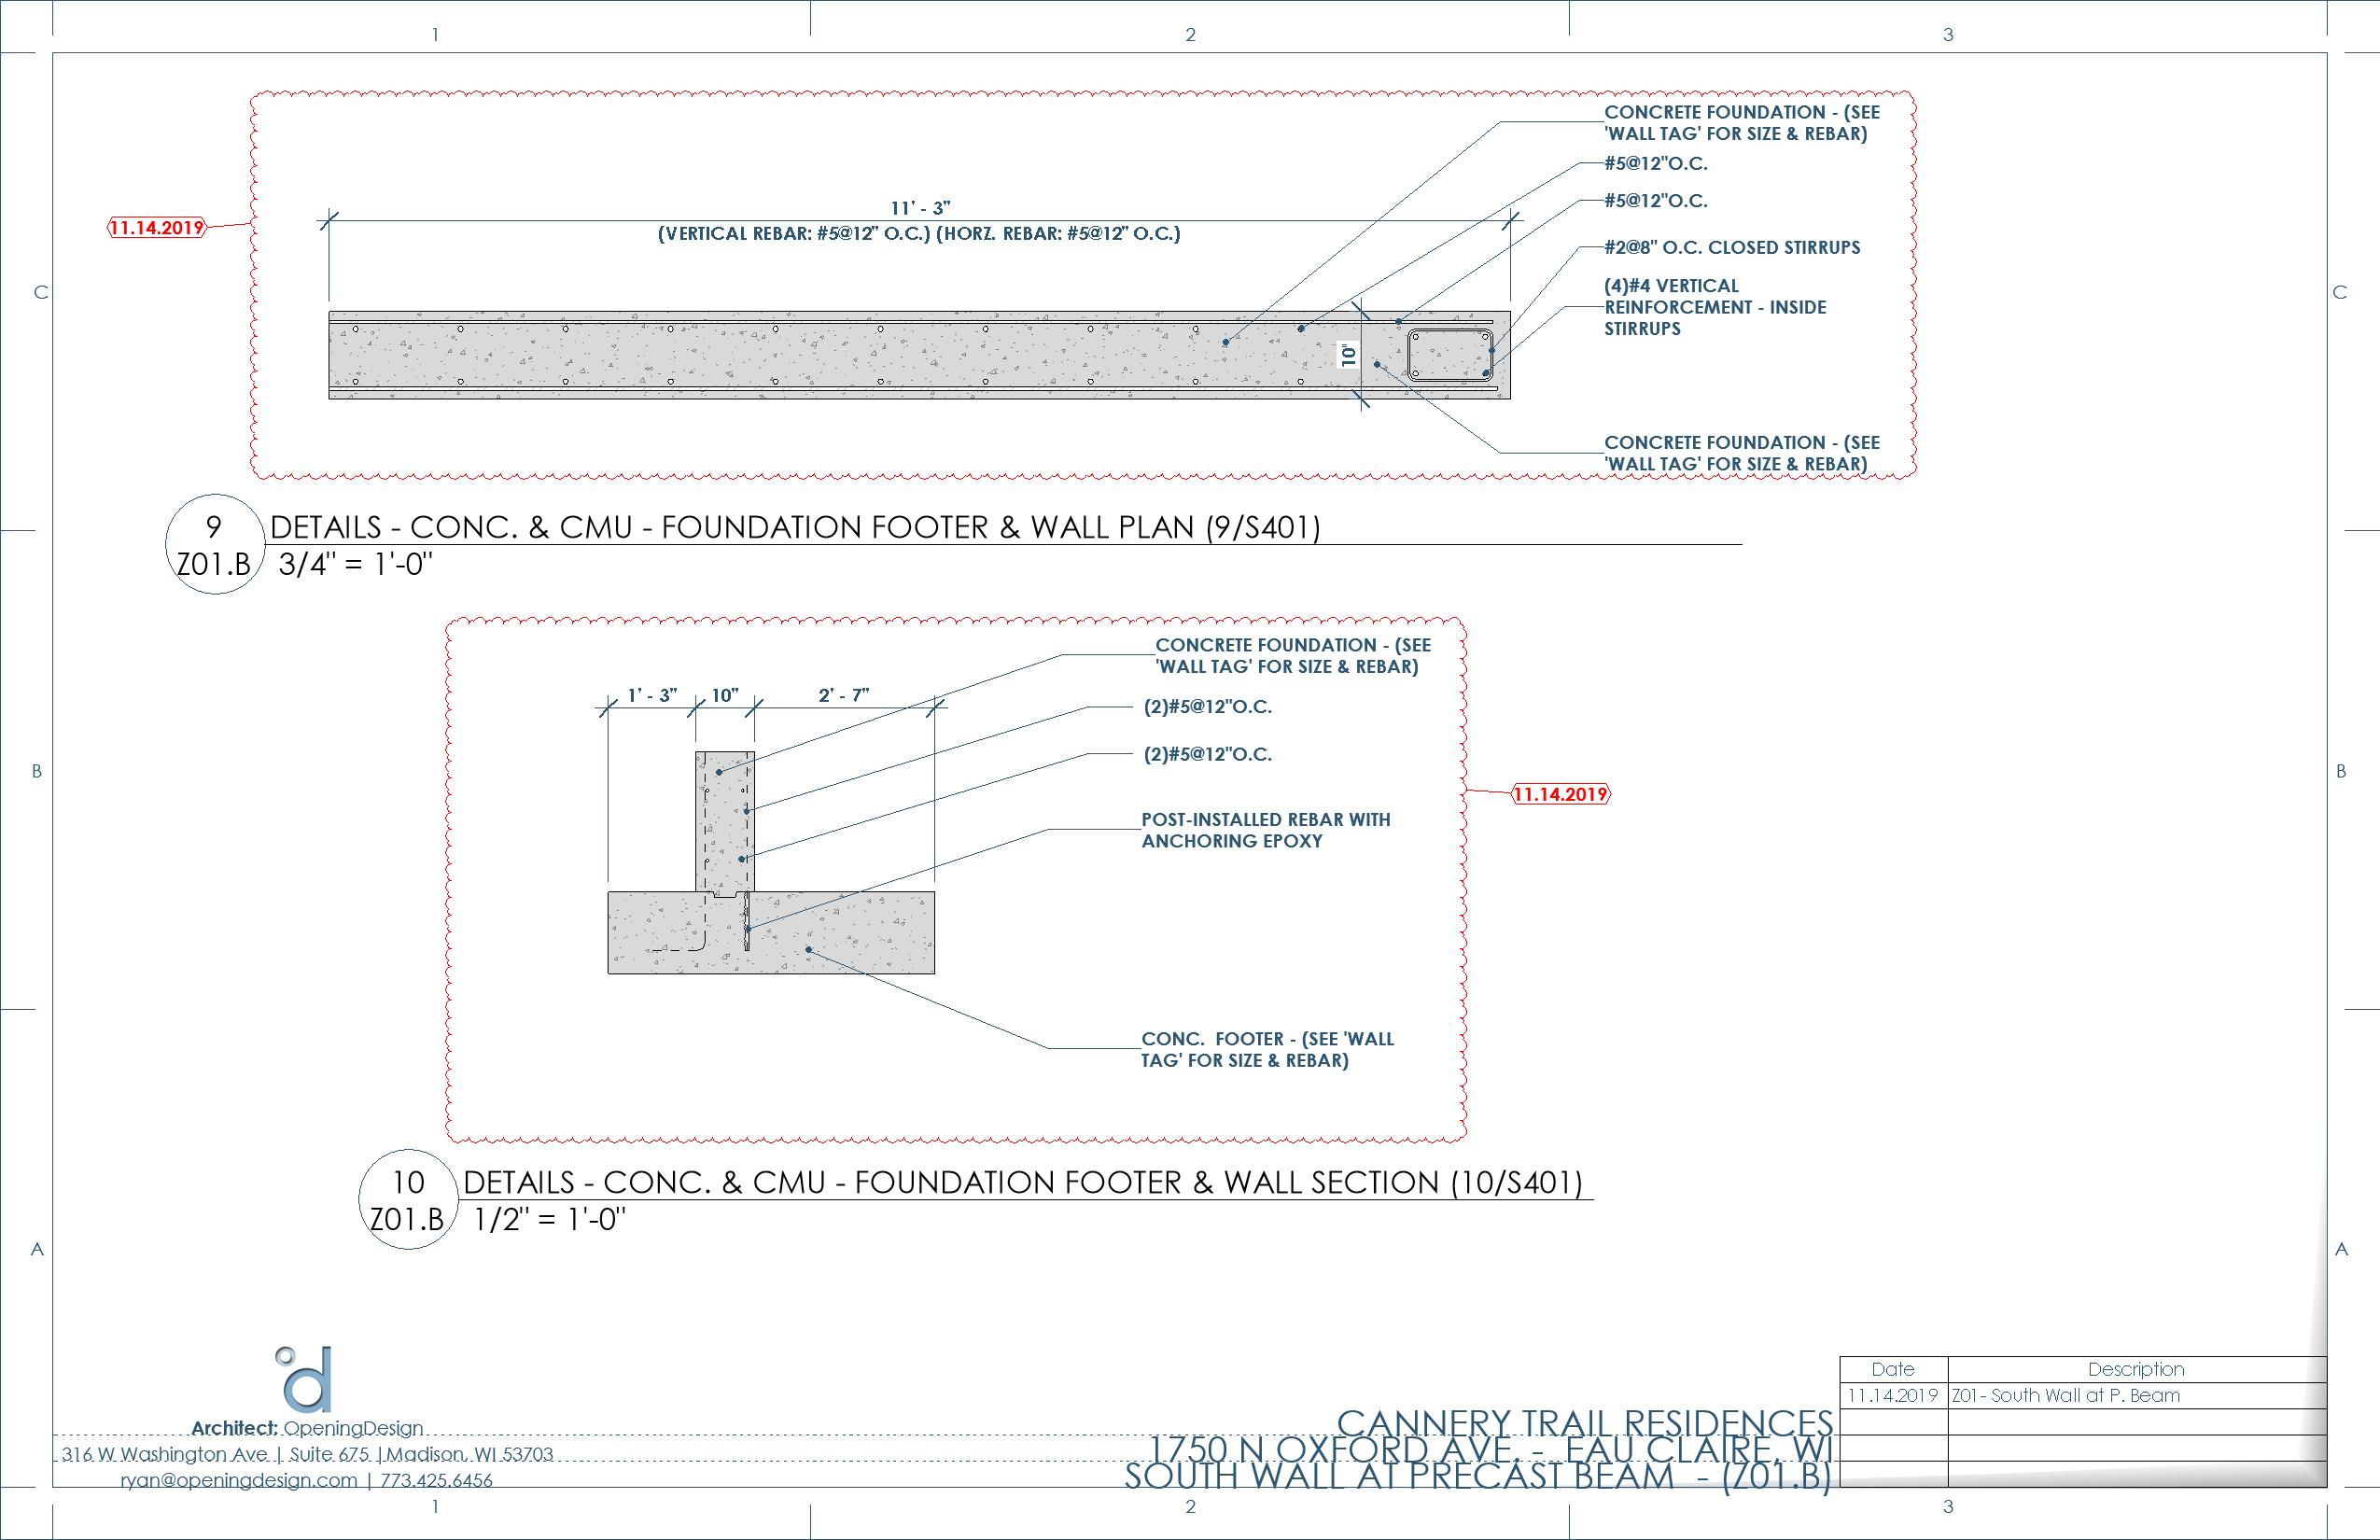 1
2
3
CONCRETE FOUNDATION - (SEE
'WALL TAG' FOR SIZE & REBAR)
#5@12"O.C.
#5@12"O.C.
#2@8" O.C. CLOSED STIRRUPS
(4)#4 VERTICAL
REINFORCEMENT - INSIDE
STIRRUPS
11' - 3"
(VERTICAL REBAR: #5@12" O.C.) (HORZ. REBAR: #5@12" O.C.)
11.14.2019
C
C
10"
CONCRETE FOUNDATION - (SEE
'WALL TAG' FOR SIZE & REBAR)
9
Z01.B
DETAILS - CONC. & CMU - FOUNDATION FOOTER & WALL PLAN (9/S401)
3/4" = 1'-0"
CONCRETE FOUNDATION - (SEE
'WALL TAG' FOR SIZE & REBAR)
1' - 3"
10"
2' - 7"
(2)#5@12"O.C.
(2)#5@12"O.C.
B
B
11.14.2019
POST-INSTALLED REBAR WITH
ANCHORING EPOXY
CONC.  FOOTER - (SEE 'WALL
TAG' FOR SIZE & REBAR)
10
Z01.B
DETAILS - CONC. & CMU - FOUNDATION FOOTER & WALL SECTION (10/S401)
1/2" = 1'-0"
A
A
d
Architect: OpeningDesign
316 W Washington Ave | Suite 675 | Madison, WI 53703
ryan@openingdesign.com | 773.425.6456
CANNERY TRAIL RESIDENCES
1750 N OXFORD AVE. -  EAU CLAIRE, WI
SOUTH WALL AT PRECAST BEAM  - (Z01.B)
Date
Description
11.14.2019
Z01- South Wall at P. Beam
1
2
3